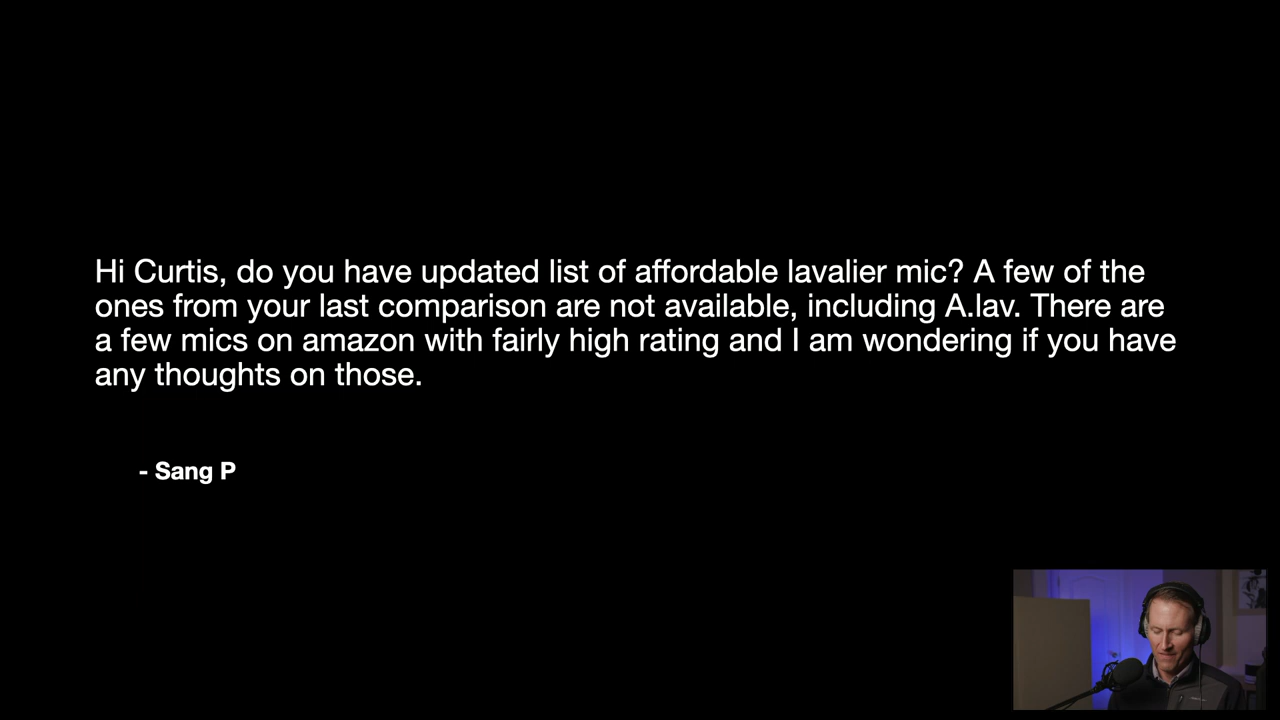 Hi Curtis, do you have updated list of affordable lavalier mic? A few of the
ones from your last comparison are not available, including A.lav. There are
a few mics on amazon with fairly high rating and I am wondering if you have
any thoughts on those.
- Sang P